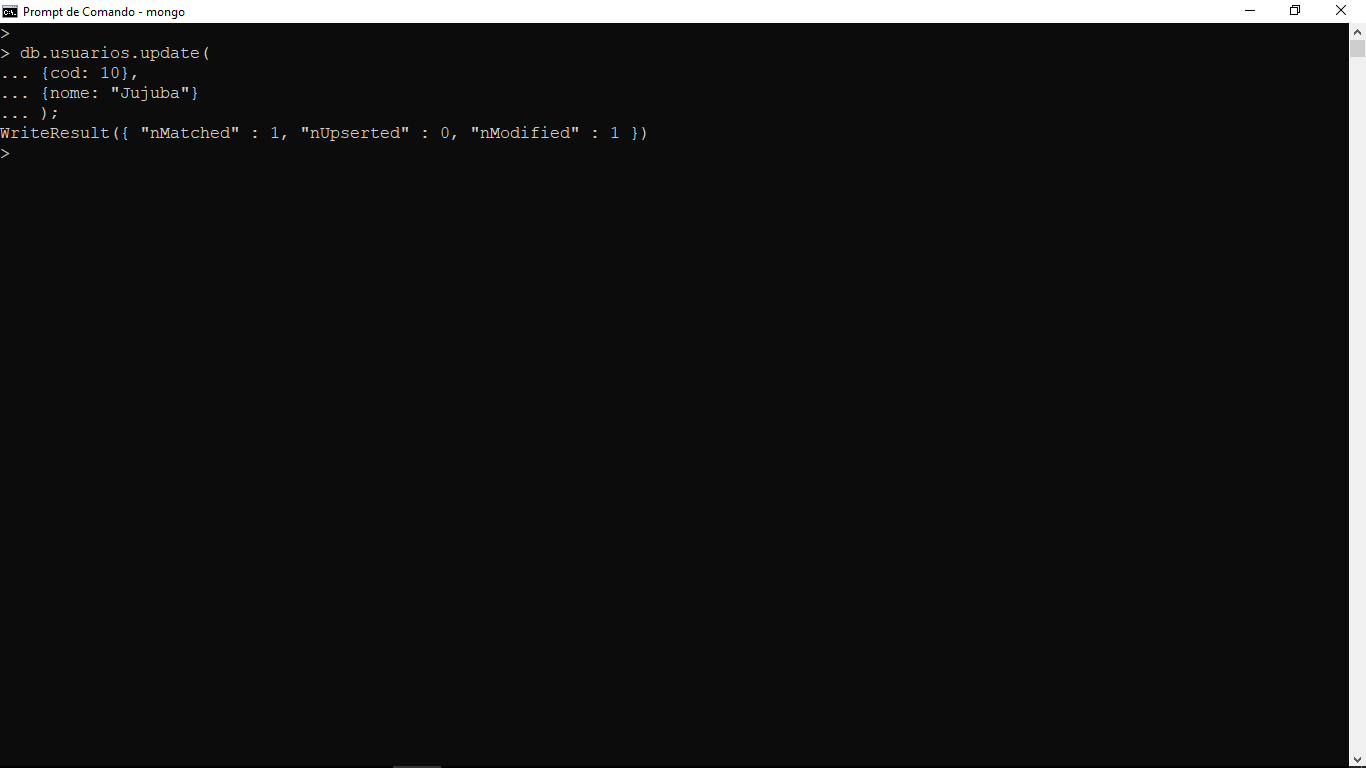 Prompt de Comando - mongo
>
> db.usuarios.update(
... {cod: 10},
... {nome: "Jujuba"}
... );
WriteResult({ "nMatched" : 1, "nUpserted" : 0, "nModified" : 1 })
>